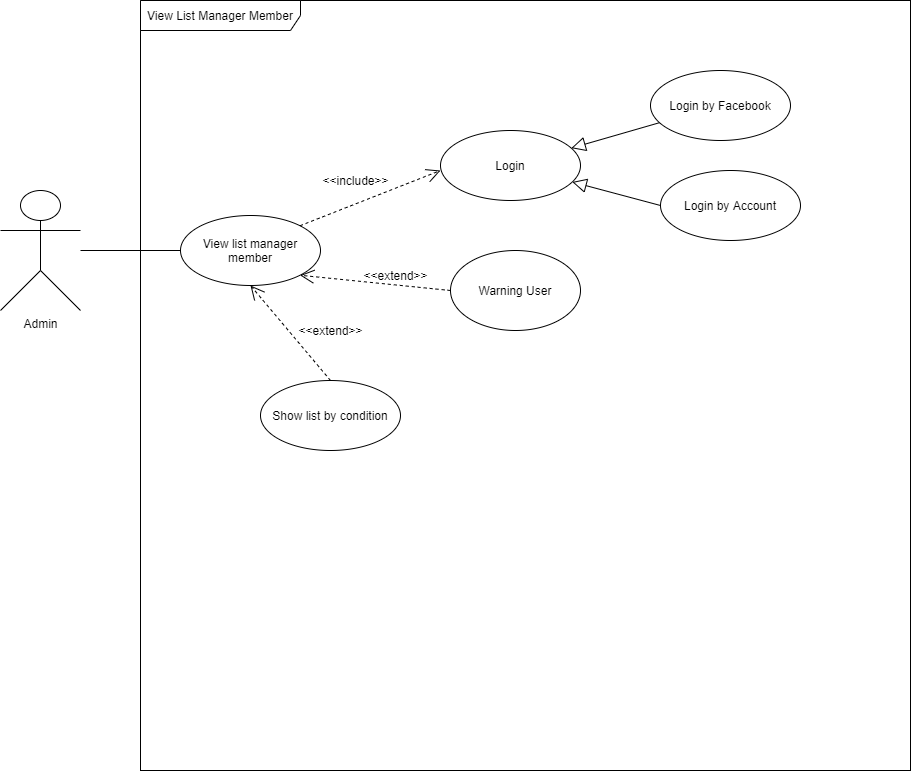 View List Manager Member
Login by Facebook
Login
<<include>>
Login by Account
View list manager
member
<<extend>>
Warning User
Admin
<<extend>>
Show list by condition